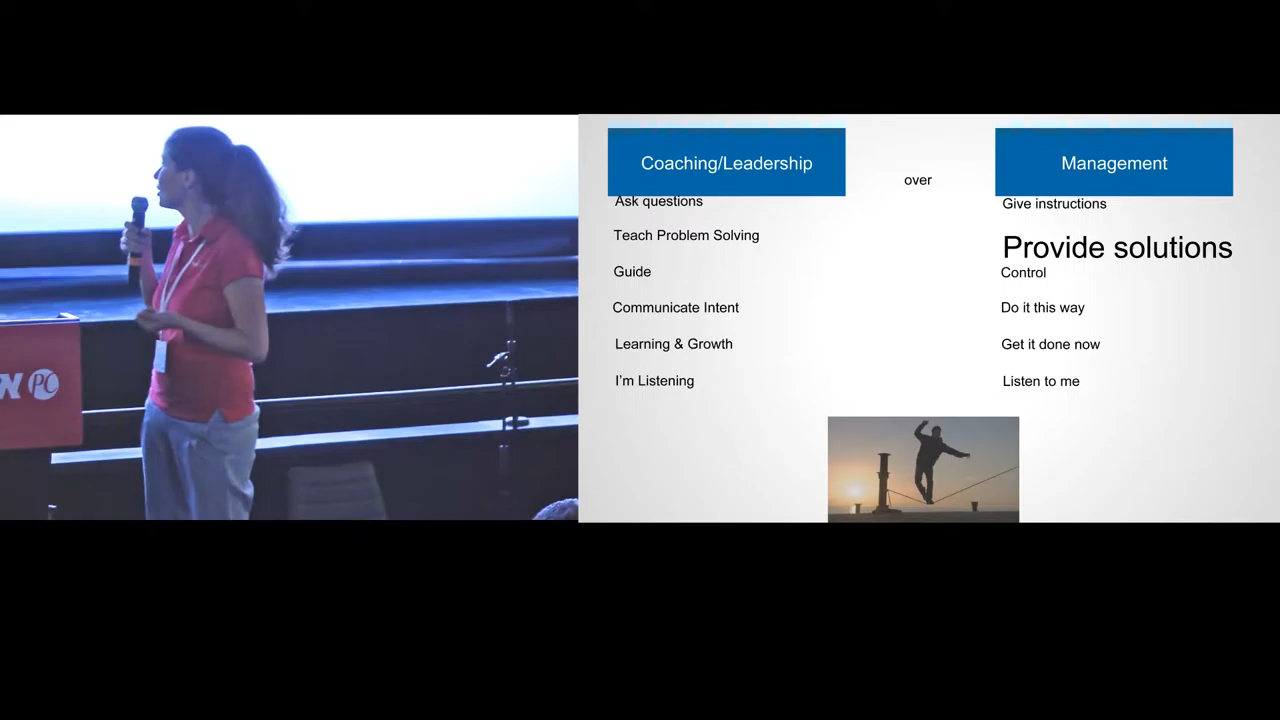 Coaching/Leadership
over
Management
Ask questions
Give instructions
Teach Problem Solving
Provide solutions
Guide
Control
Communicate Intent
Do it this way
Learning & Growth
Get it done now
I'm Listening
Listen to me
PC